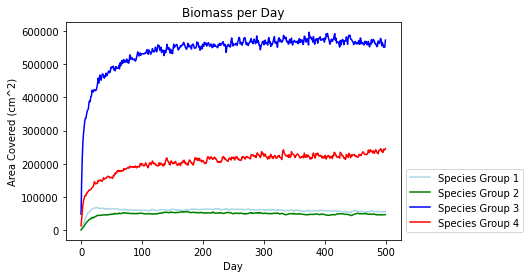 Biomass per Day
Area Covered (cm^2)
600000
500000
400000
300000
200000
100000
0
0 100 200 300 400 500
Day
Species Group 1
Species Group 2
Species Group 3
Species Group 4